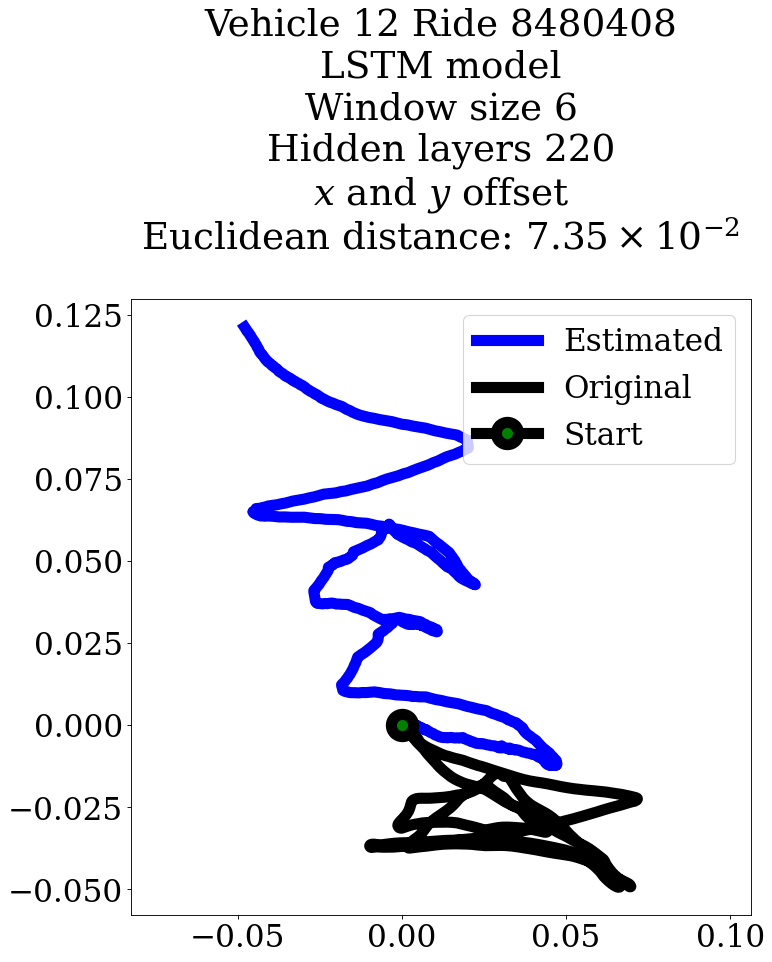 Vehicle 12 Ride 8480408
LSTM model
Window size 6
Hidden layers 220
x and y offset
Euclidean distance: 7.35 × 10⁻²
Estimated
Original
Start
0.125
0.100
0.075
0.050
0.025
0.000
−0.025
−0.050
−0.05 0.00 0.05 0.10